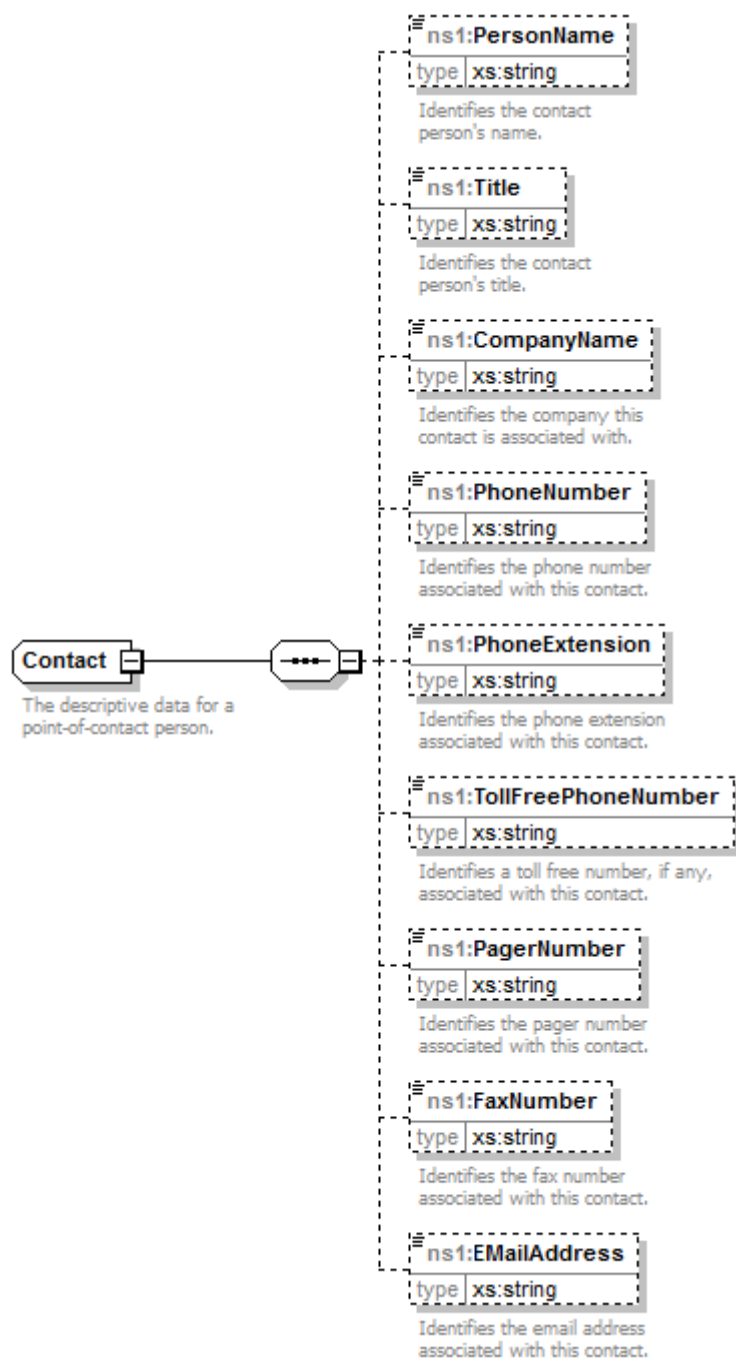 ns1:PersonName
type xs:string
Identifies the contact
person's name.
ns1:Title
type xs:string
Identifies the contact
person's title.
ns1:CompanyName
type xs:string
Identifies the company this
contact is associated with.
ns1:PhoneNumber
type xs:string
Identifies the phone number
associated with this contact.
Contact
The descriptive data for a
point-of-contact person.
ns1:PhoneExtension
type xs:string
Identifies the phone extension
associated with this contact.
ns1:TollFreePhoneNumber
type xs:string
Identifies a toll free number, if any,
associated with this contact.
ns1:PagerNumber
type xs:string
Identifies the pager number
associated with this contact.
ns1:FaxNumber
type xs:string
Identifies the fax number
associated with this contact.
ns1:EMailAddress
type xs:string
Identifies the email address
associated with this contact.